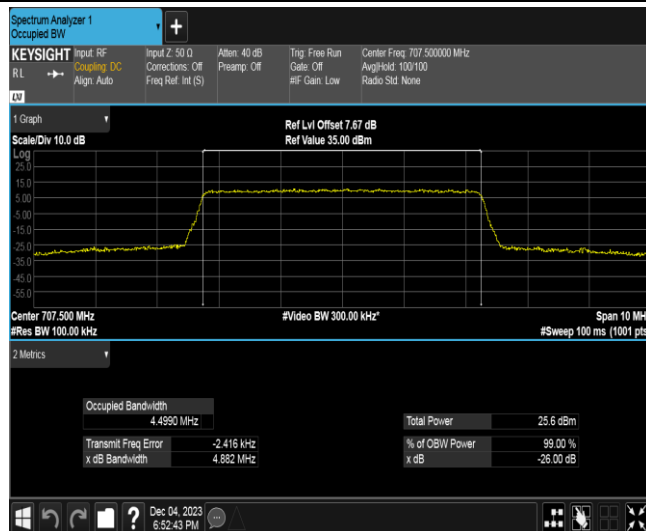 Spectrum Analyzer 1
Occupied BW
+
KEYSIGHT
Input: RF
Input Z: 50 Ω
Atten: 40 dB
Trig: Free Run
Center Freq: 707.500000 MHz
RL
Coupling: DC
Corrections: Off
Preamp: Off
Gate: Off
Avg|Hold: 100/100
Align: Auto
Freq Ref: Int (S)
#IF Gain: Low
Radio Std: None
1 Graph
Ref Lvl Offset 7.67 dB
Scale/Div 10.0 dB
Ref Value 35.00 dBm
Log
25.0
15.0
5.00
-5.00
-15.0
-25.0
-35.0
-45.0
-55.0
Center 707.500 MHz
#Video BW 300.00 kHz*
Span 10 MH
#Res BW 100.00 kHz
#Sweep 100 ms (1001 pts
2 Metrics
Occupied Bandwidth
4.4990 MHz
Total Power 25.6 dBm
Transmit Freq Error -2.416 kHz
% of OBW Power 99.00 %
x dB Bandwidth 4.882 MHz
x dB -26.00 dB
?
Dec 04, 2023
6:52:43 PM